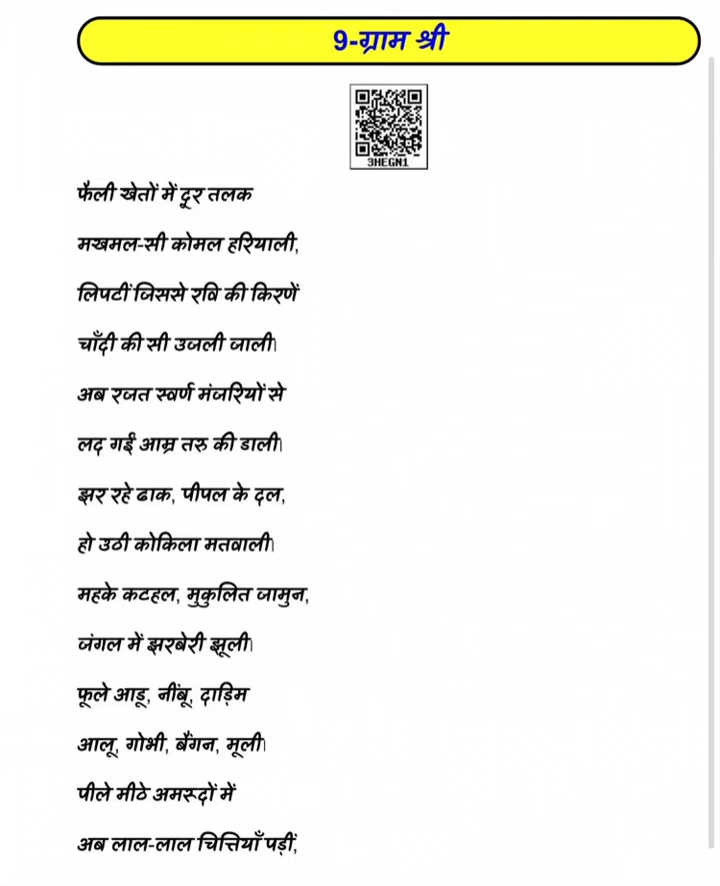 9-ग्राम श्री
3HEGN1
फैली खेतों में दूर तलक
मखमल-सी कोमल हरियाली,
लिपटीं जिससे रवि की किरणें
चाँदी की सी उजली जाली।
अब रजत स्वर्ण मंजरियों से
लद गईं आम्र तरु की डाली।
झर रहे ढाक, पीपल के दल,
हो उठी कोकिला मतवाली।
महके कटहल, मुकुलित जामुन,
जंगल में झरबेरी झूली।
फूले आडू, नींबू, दाड़िम
आलू, गोभी, बैंगन, मूली।
पीले मीठे अमरूदों में
अब लाल-लाल चित्तियाँ पड़ीं,